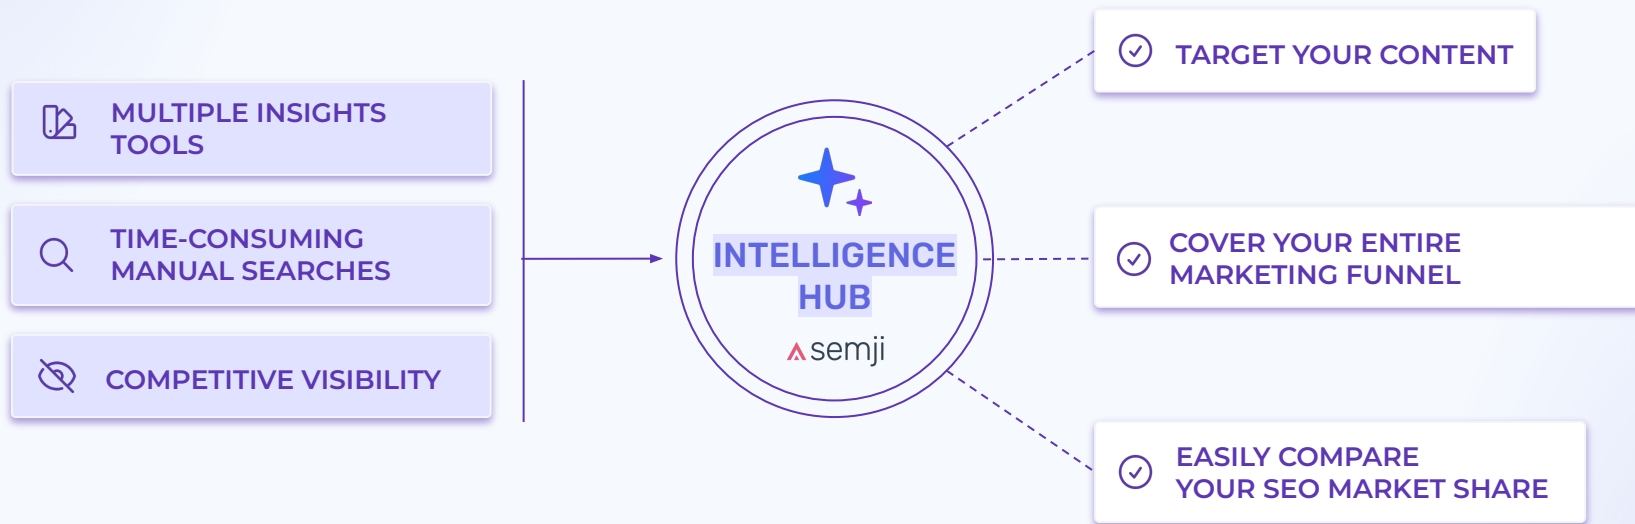 MULTIPLE INSIGHTS
TOOLS
TIME-CONSUMING
MANUAL SEARCHES
COMPETITIVE VISIBILITY
INTELLIGENCE
HUB
semji
TARGET YOUR CONTENT
COVER YOUR ENTIRE
MARKETING FUNNEL
EASILY COMPARE
YOUR SEO MARKET SHARE